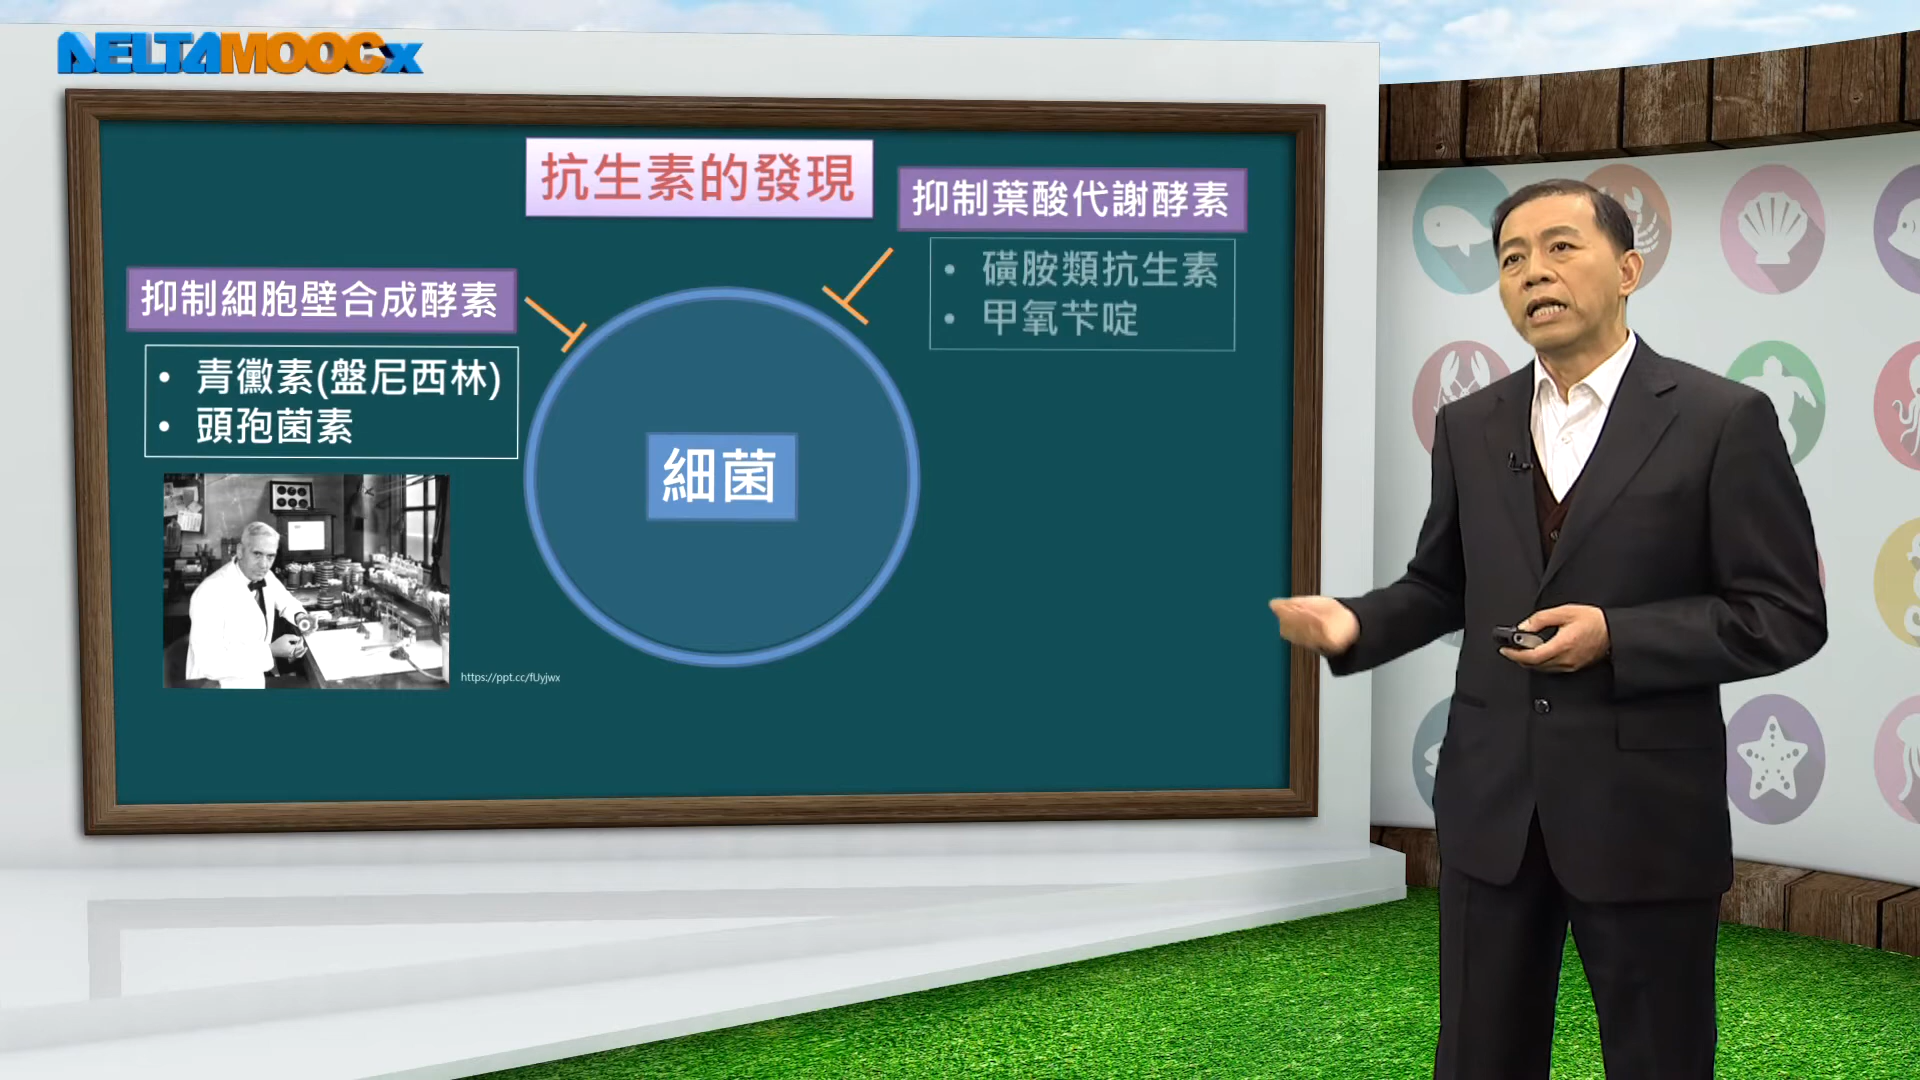 DELTAMOOCx
抗生素的發現
抑制葉酸代謝酵素
• 磺胺類抗生素
• 甲氧芐啶
抑制細胞壁合成酵素
• 青黴素(盤尼西林)
• 頭孢菌素
細菌
https://ppt.cc/fUyjwx